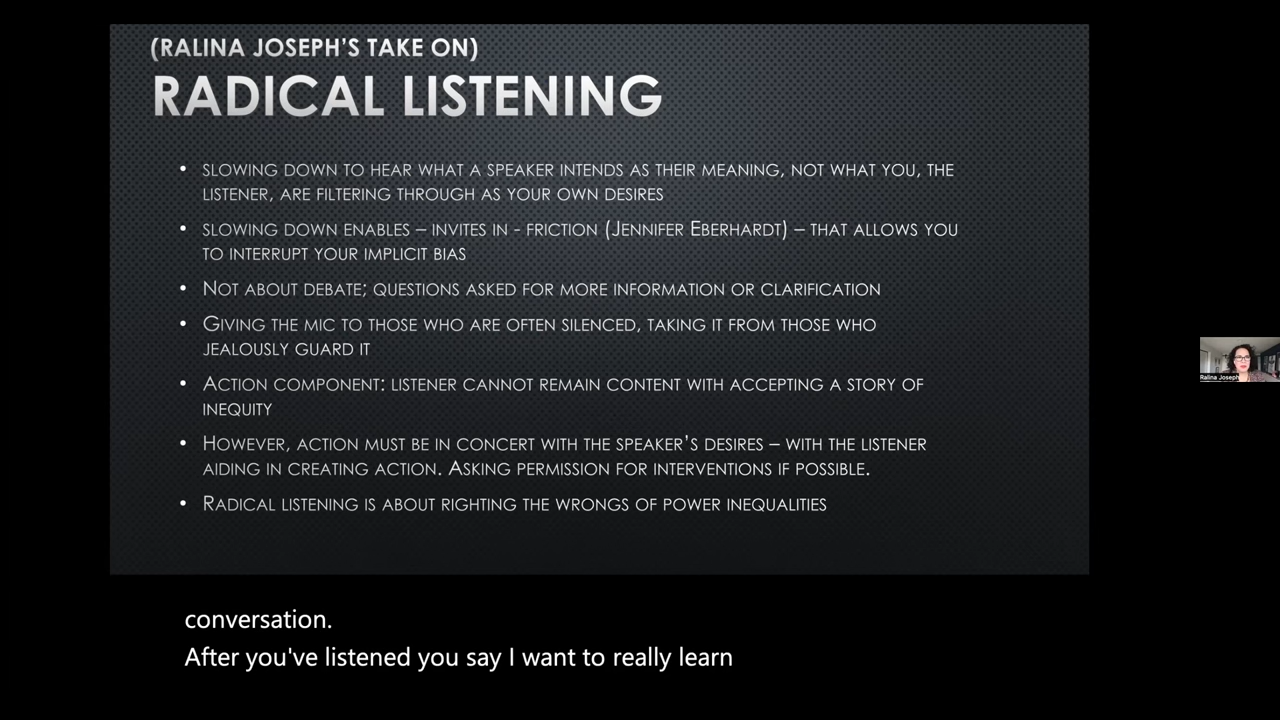 (RALINA JOSEPH'S TAKE ON)
RADICAL LISTENING
• SLOWING DOWN TO HEAR WHAT A SPEAKER INTENDS AS THEIR MEANING, NOT WHAT YOU, THE
LISTENER, ARE FILTERING THROUGH AS YOUR OWN DESIRES
• SLOWING DOWN ENABLES – INVITES IN - FRICTION (JENNIFER EBERHARDT) – THAT ALLOWS YOU
TO INTERRUPT YOUR IMPLICIT BIAS
• NOT ABOUT DEBATE; QUESTIONS ASKED FOR MORE INFORMATION OR CLARIFICATION
• GIVING THE MIC TO THOSE WHO ARE OFTEN SILENCED, TAKING IT FROM THOSE WHO
JEALOUSLY GUARD IT
• ACTION COMPONENT: LISTENER CANNOT REMAIN CONTENT WITH ACCEPTING A STORY OF
INEQUITY
• HOWEVER, ACTION MUST BE IN CONCERT WITH THE SPEAKER'S DESIRES – WITH THE LISTENER
AIDING IN CREATING ACTION. ASKING PERMISSION FOR INTERVENTIONS IF POSSIBLE.
• RADICAL LISTENING IS ABOUT RIGHTING THE WRONGS OF POWER INEQUALITIES
Ralina Joseph
conversation.
After you've listened you say I want to really learn